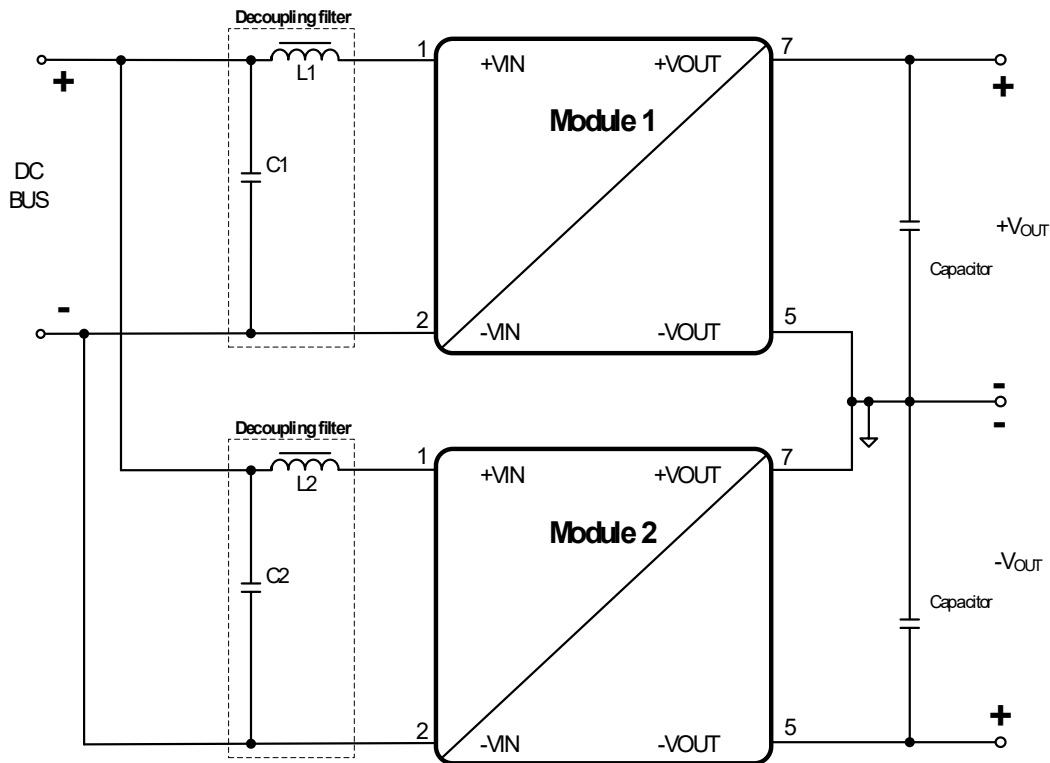 Decoupling filter
+
DC
BUS
-
L1
C1
1
+VIN
+VOUT
7
Module 1
2
-VIN
-VOUT
5
+
+VOUT
Capacitor
-
-
Decoupling filter
L2
C2
1
+VIN
+VOUT
7
Module 2
2
-VIN
-VOUT
5
-VOUT
Capacitor
+